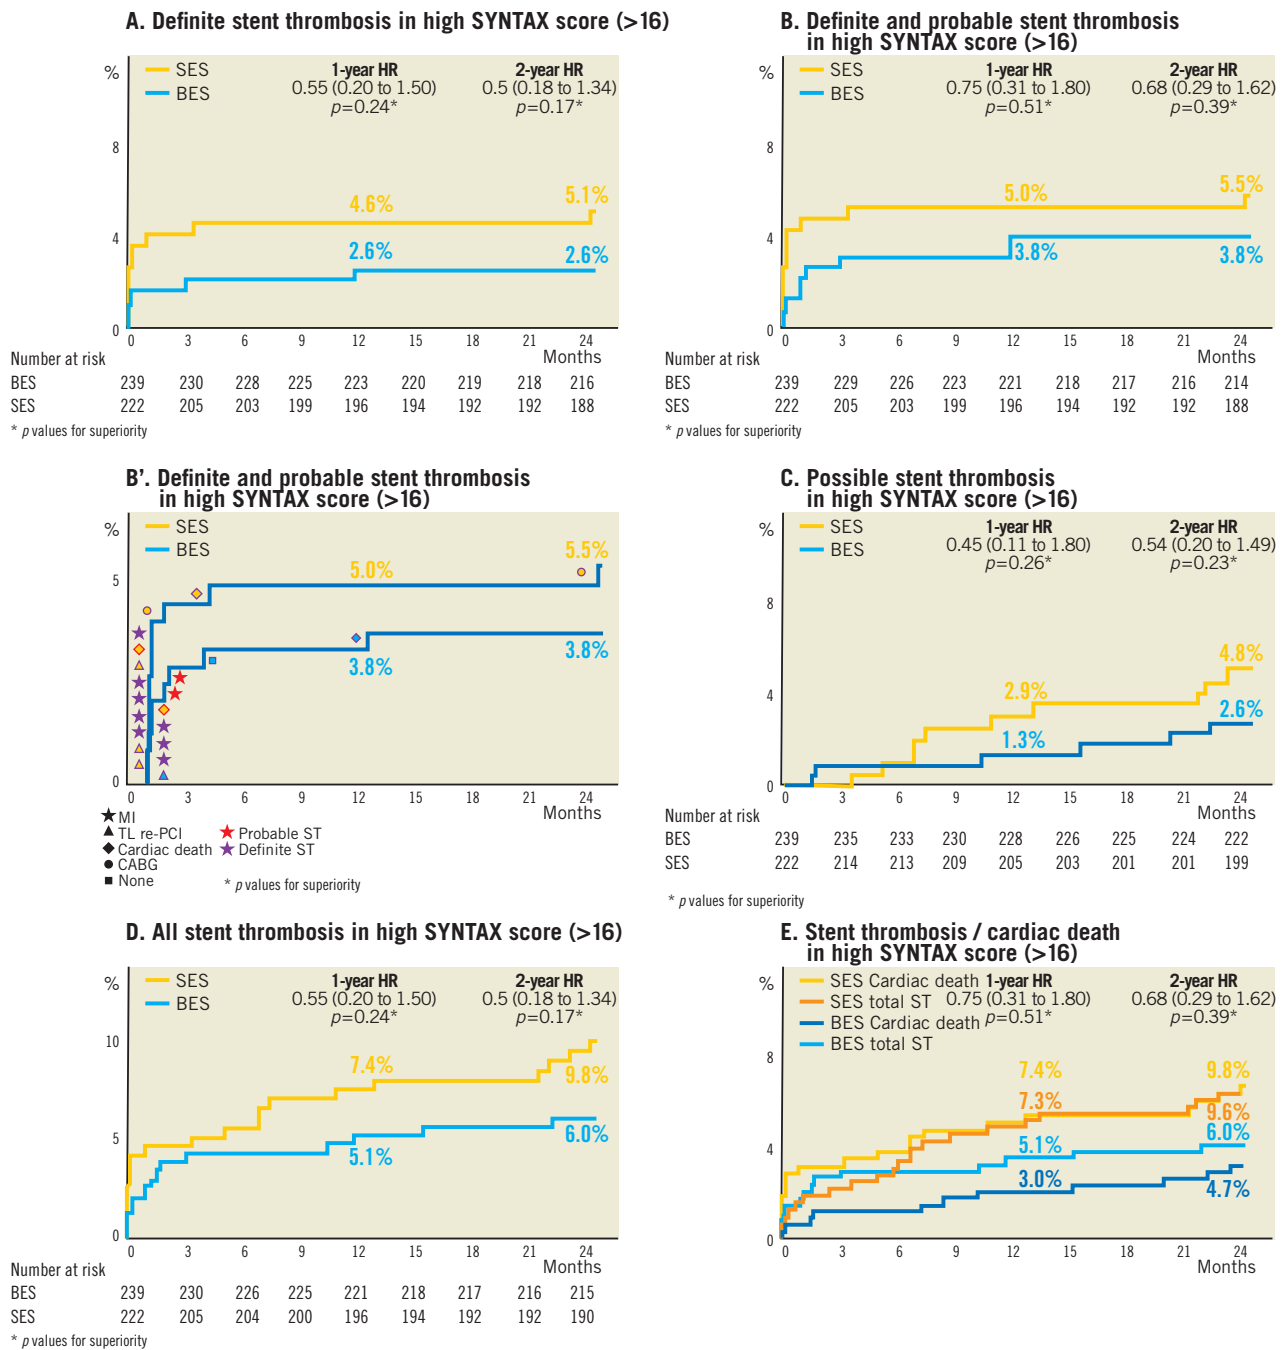 A. Definite stent thrombosis in high SYNTAX score (>16)
%
SES
BES
1-year HR
0.55 (0.20 to 1.50)
p=0.24*
2-year HR
0.5 (0.18 to 1.34)
p=0.17*
8
4
0
4.6%
5.1%
2.6%
2.6%
0 3 6 9 12 15 18 21 24
Months
Number at risk
BES 239 230 228 225 223 220 219 218 216
SES 222 205 203 199 196 194 192 192 188
* p values for superiority
B. Definite and probable stent thrombosis
in high SYNTAX score (>16)
%
SES
BES
1-year HR
0.75 (0.31 to 1.80)
p=0.51*
2-year HR
0.68 (0.29 to 1.62)
p=0.39*
8
4
0
5.0%
5.5%
3.8%
3.8%
0 3 6 9 12 15 18 21 24
Months
Number at risk
BES 239 229 226 223 221 218 217 216 214
SES 222 205 203 199 196 194 192 192 188
* p values for superiority
B’. Definite and probable stent thrombosis
in high SYNTAX score (>16)
%
SES
BES
5
0
5.0%
5.5%
3.8%
3.8%
0 3 6 9 12 15 18 21 24
Months
MI
TL re-PCI
Cardiac death
CABG
None
Probable ST
Definite ST
* p values for superiority
C. Possible stent thrombosis
in high SYNTAX score (>16)
%
SES
BES
1-year HR
0.45 (0.11 to 1.80)
p=0.26*
2-year HR
0.54 (0.20 to 1.49)
p=0.23*
8
4
0
2.9%
4.8%
1.3%
2.6%
0 3 6 9 12 15 18 21 24
Months
Number at risk
BES 239 235 233 230 228 226 225 224 222
SES 222 214 213 209 205 203 201 201 199
* p values for superiority
D. All stent thrombosis in high SYNTAX score (>16)
%
SES
BES
1-year HR
0.55 (0.20 to 1.50)
p=0.24*
2-year HR
0.5 (0.18 to 1.34)
p=0.17*
10
5
0
7.4%
9.8%
5.1%
6.0%
0 3 6 9 12 15 18 21 24
Months
Number at risk
BES 239 230 226 225 221 218 217 216 215
SES 222 205 204 200 196 194 192 192 190
* p values for superiority
E. Stent thrombosis / cardiac death
in high SYNTAX score (>16)
%
SES Cardiac death
SES total ST
BES Cardiac death
BES total ST
1-year HR
0.75 (0.31 to 1.80)
p=0.51*
2-year HR
0.68 (0.29 to 1.62)
p=0.39*
8
4
0
7.4%
9.8%
7.3%
9.6%
5.1%
6.0%
3.0%
4.7%
0 3 6 9 12 15 18 21 24
Months